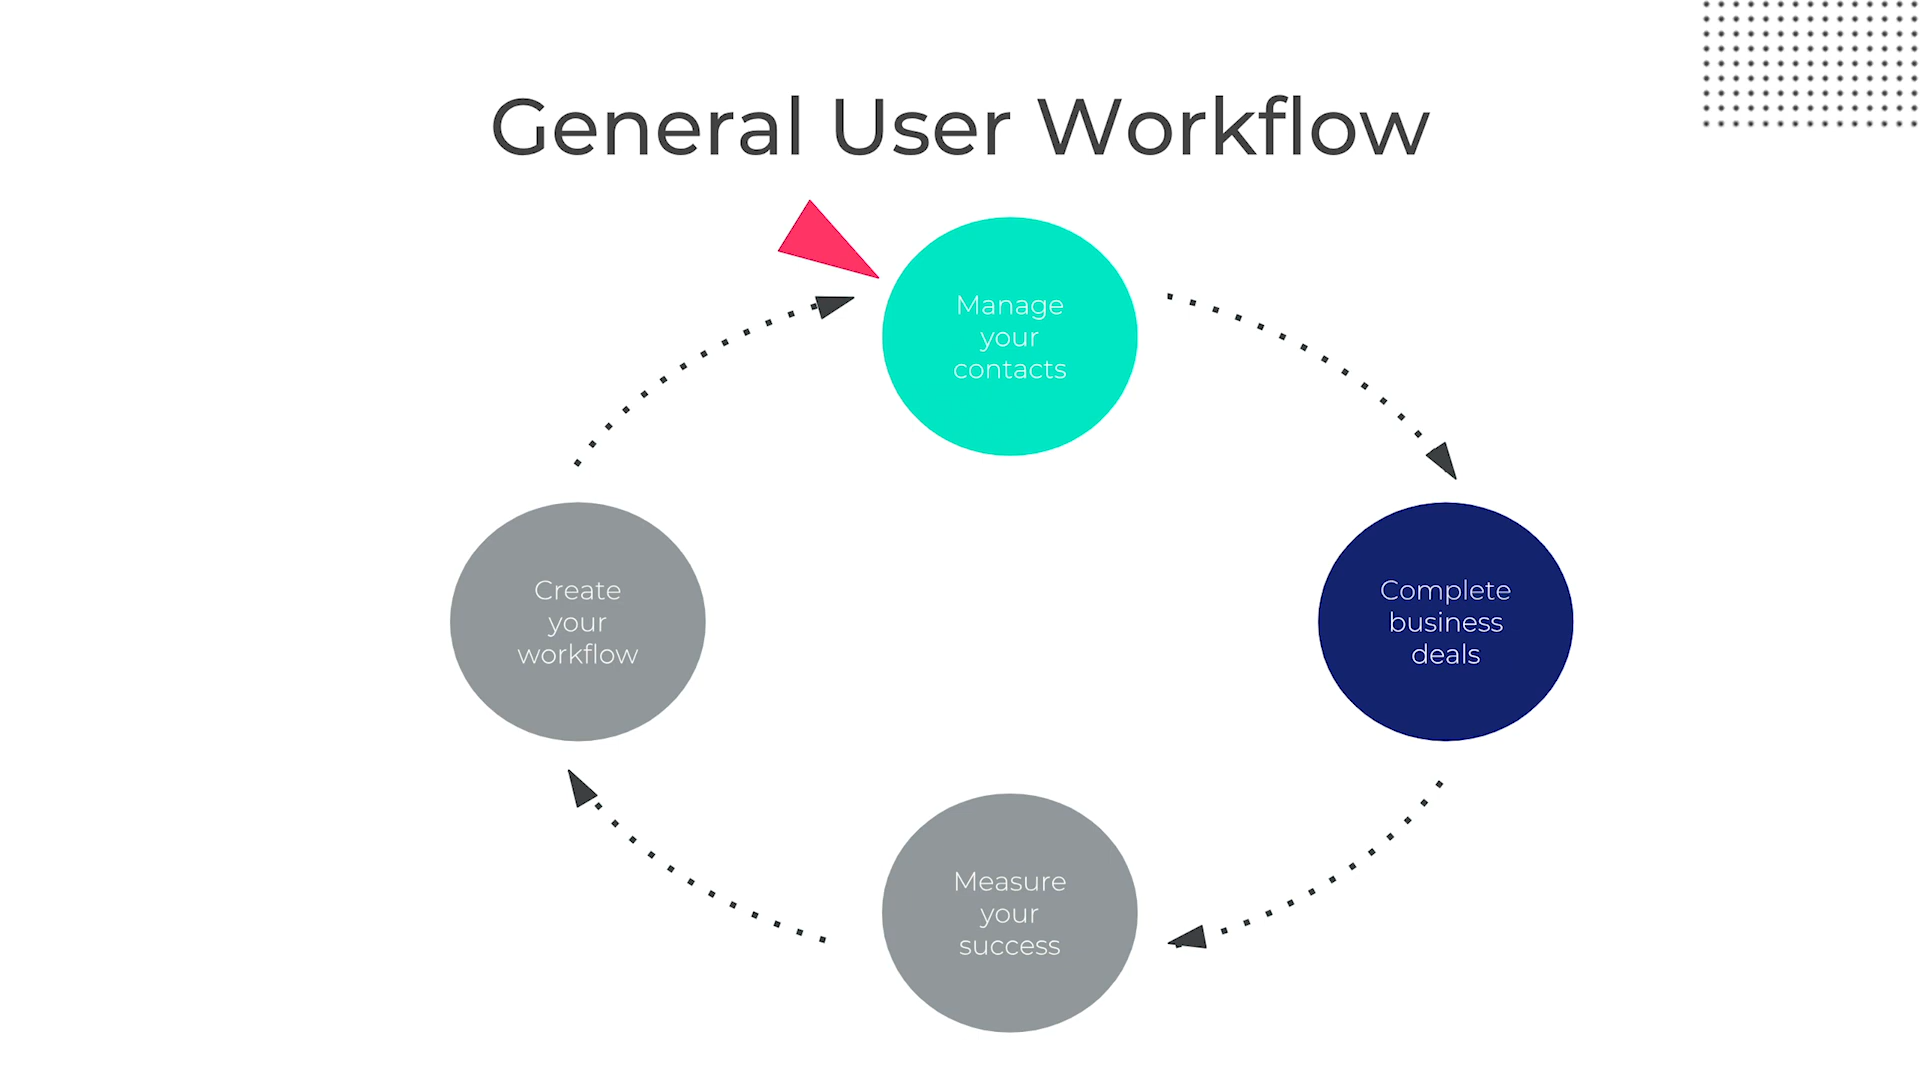 General User Workflow
Manage
your
contacts
Complete
business
deals
Measure
your
success
Create
your
workflow